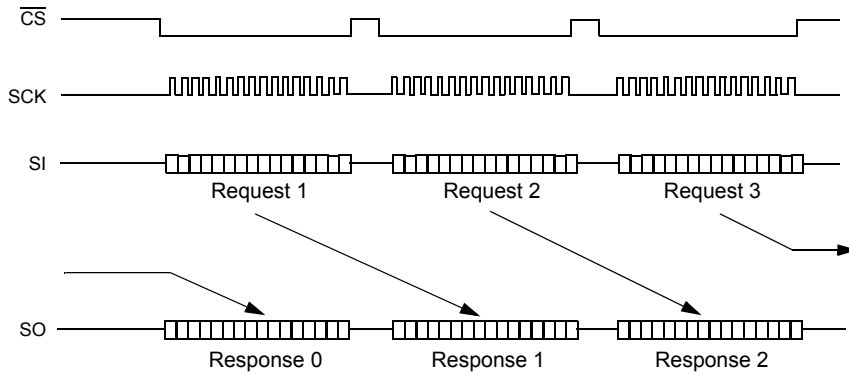 CS
SCK
SI
Request 1 Request 2 Request 3
SO
Response 0 Response 1 Response 2